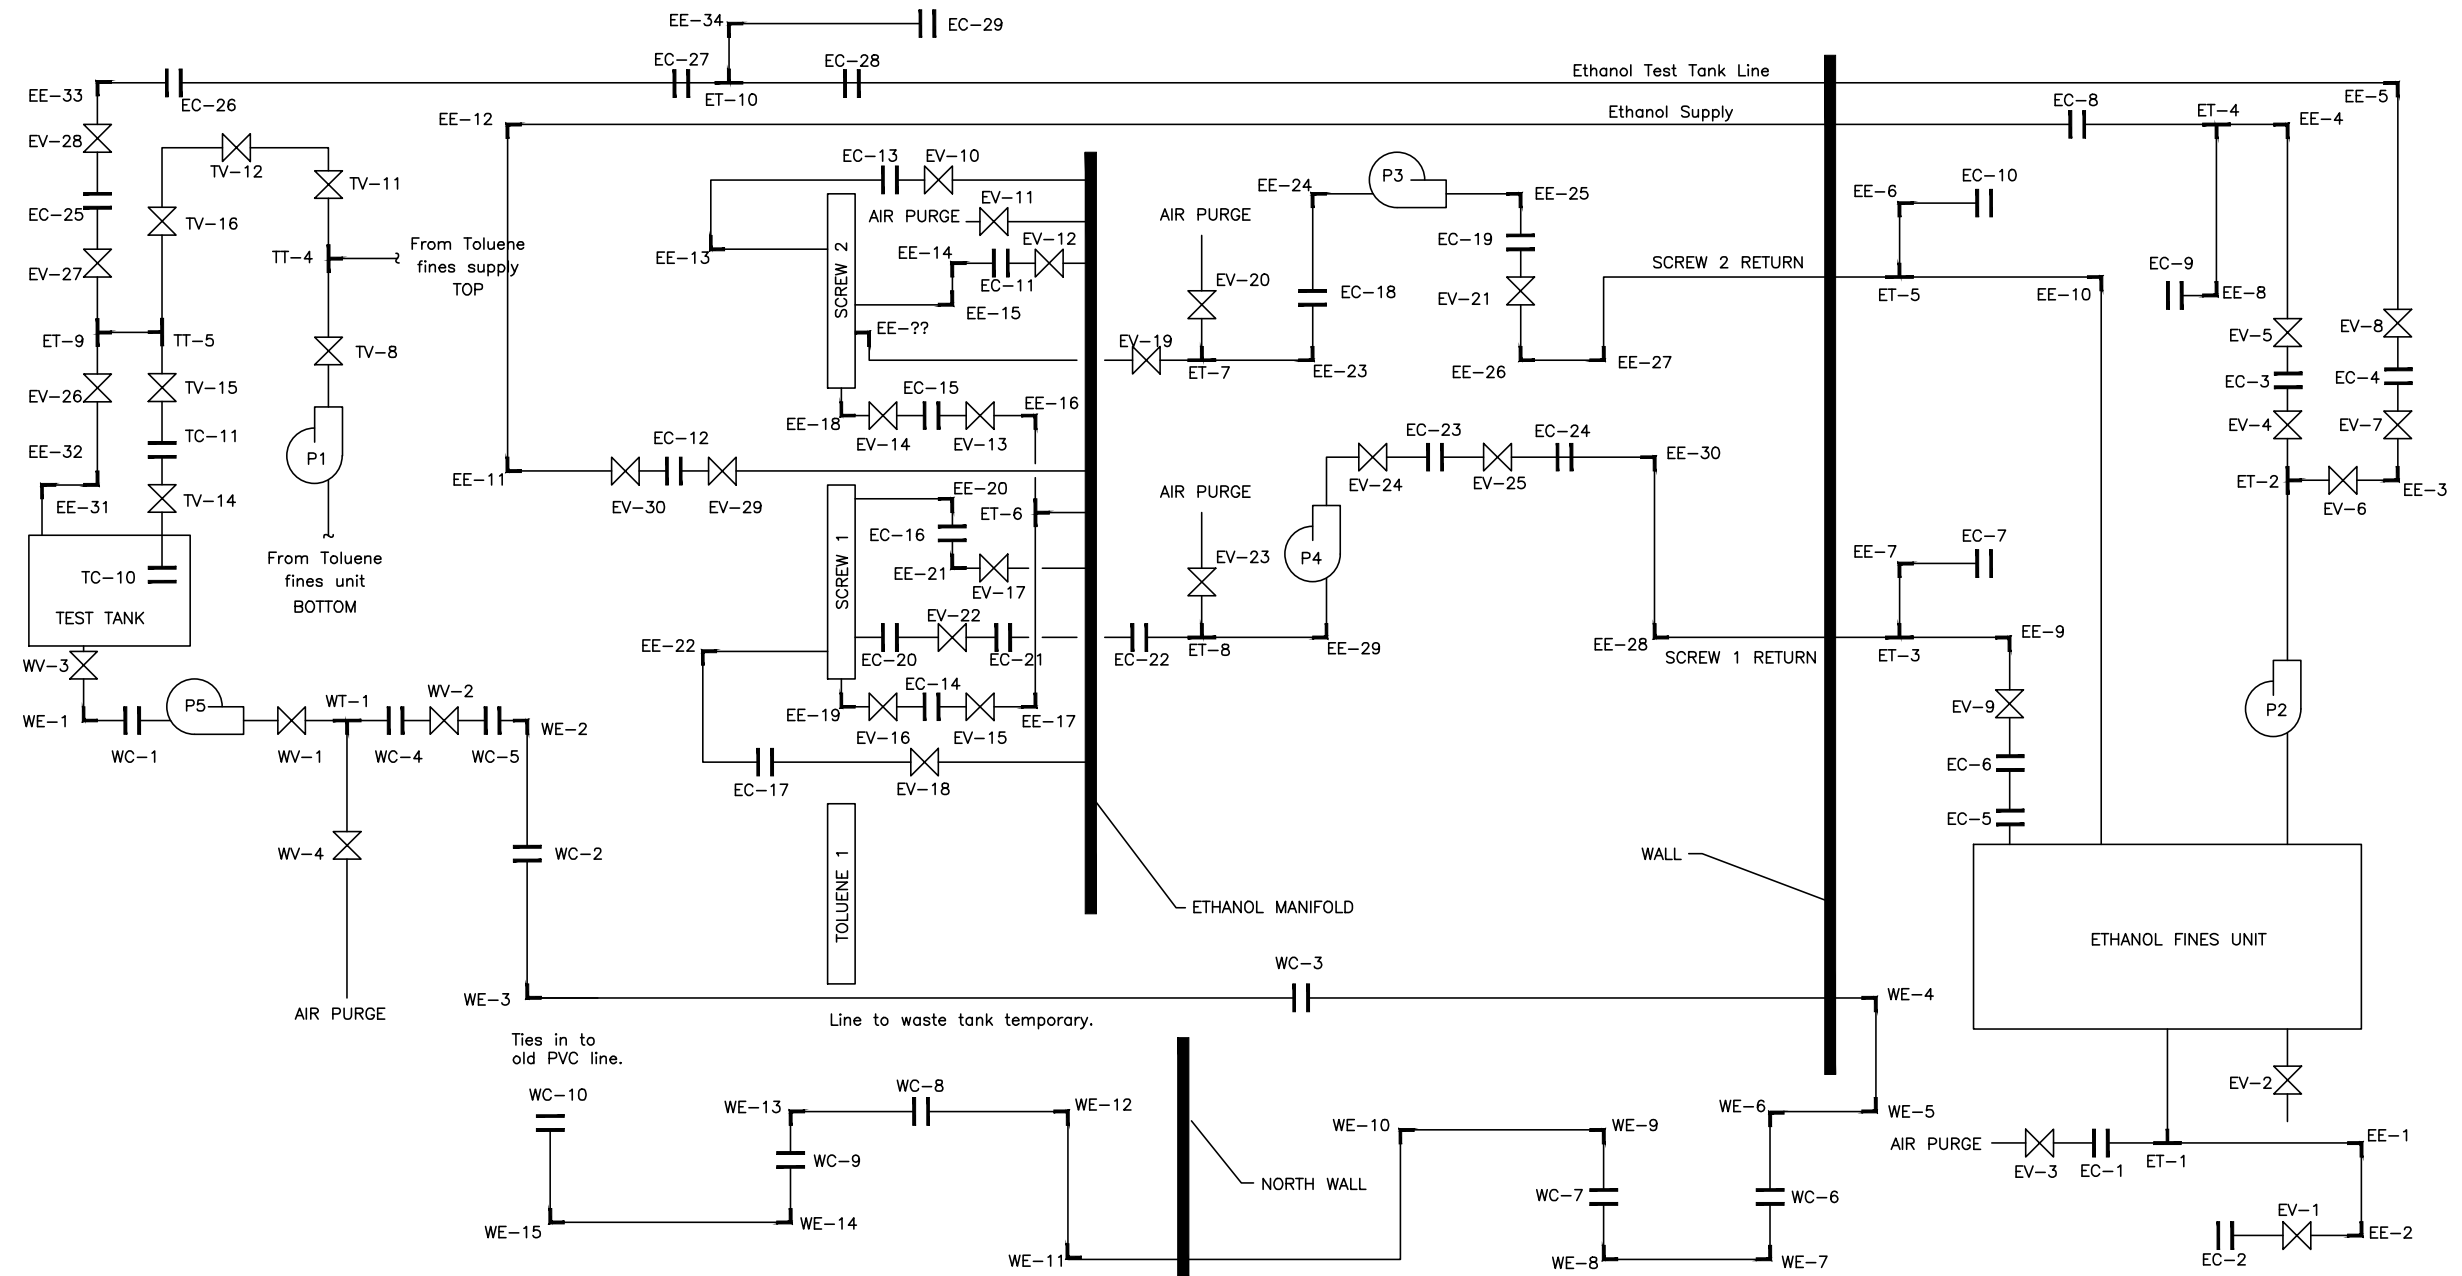 EE-34
EC-29
EC-27
EC-28
Ethanol Test Tank Line
EE-33
EC-26
ET-10
EE-5
EC-8
ET-4
Ethanol Supply
EE-12
EE-4
EV-28
TV-12
EC-13
EV-10
TV-11
EE-24
P3
EE-25
EE-6
EC-10
EC-25
TV-16
AIR PURGE
EV-11
AIR PURGE
From Toluene
fines supply
TOP
TT-4
EE-13
SCREW 2
EE-14
EV-12
EC-19
SCREW 2 RETURN
EV-27
EC-9
EC-11
EV-20
EC-18
EV-21
ET-5
EE-10
EE-8
EE-15
EE-??
ET-9
TT-5
TV-8
EV-19
EV-5
EV-8
ET-7
EE-23
EE-26
EE-27
EV-26
TV-15
EC-15
EE-16
EC-3
EC-4
EE-18
EV-14
EV-13
EV-4
EV-7
TC-11
EC-12
EC-23
EC-24
EE-32
P1
EE-30
EE-11
EV-30
EV-29
EV-24
EV-25
ET-2
EE-3
EE-31
TV-14
EE-20
AIR PURGE
EV-6
ET-6
From Toluene
fines unit
BOTTOM
EC-16
EE-7
EC-7
SCREW 1
EV-23
P4
TC-10
EE-21
EV-17
TEST TANK
EV-22
EE-22
EE-28
EE-9
EC-20
EC-21
EC-22
ET-8
EE-29
SCREW 1 RETURN
ET-3
WV-3
WE-1
P5
WT-1
WV-2
EC-14
EV-9
P2
WE-2
EE-19
EE-17
WC-1
WV-1
WC-4
WC-5
EV-16
EV-15
EC-6
EC-17
EV-18
EC-5
WV-4
WC-2
TOLUENE 1
WALL
ETHANOL MANIFOLD
ETHANOL FINES UNIT
WC-3
WE-3
WE-4
AIR PURGE
Line to waste tank temporary.
Ties in to
old PVC line.
WC-10
WC-8
EV-2
WE-13
WE-12
WE-6
WE-5
WE-10
WE-9
AIR PURGE
EE-1
WC-9
EV-3
EC-1
ET-1
NORTH WALL
WC-7
WC-6
WE-15
WE-14
EV-1
WE-11
WE-8
WE-7
EC-2
EE-2